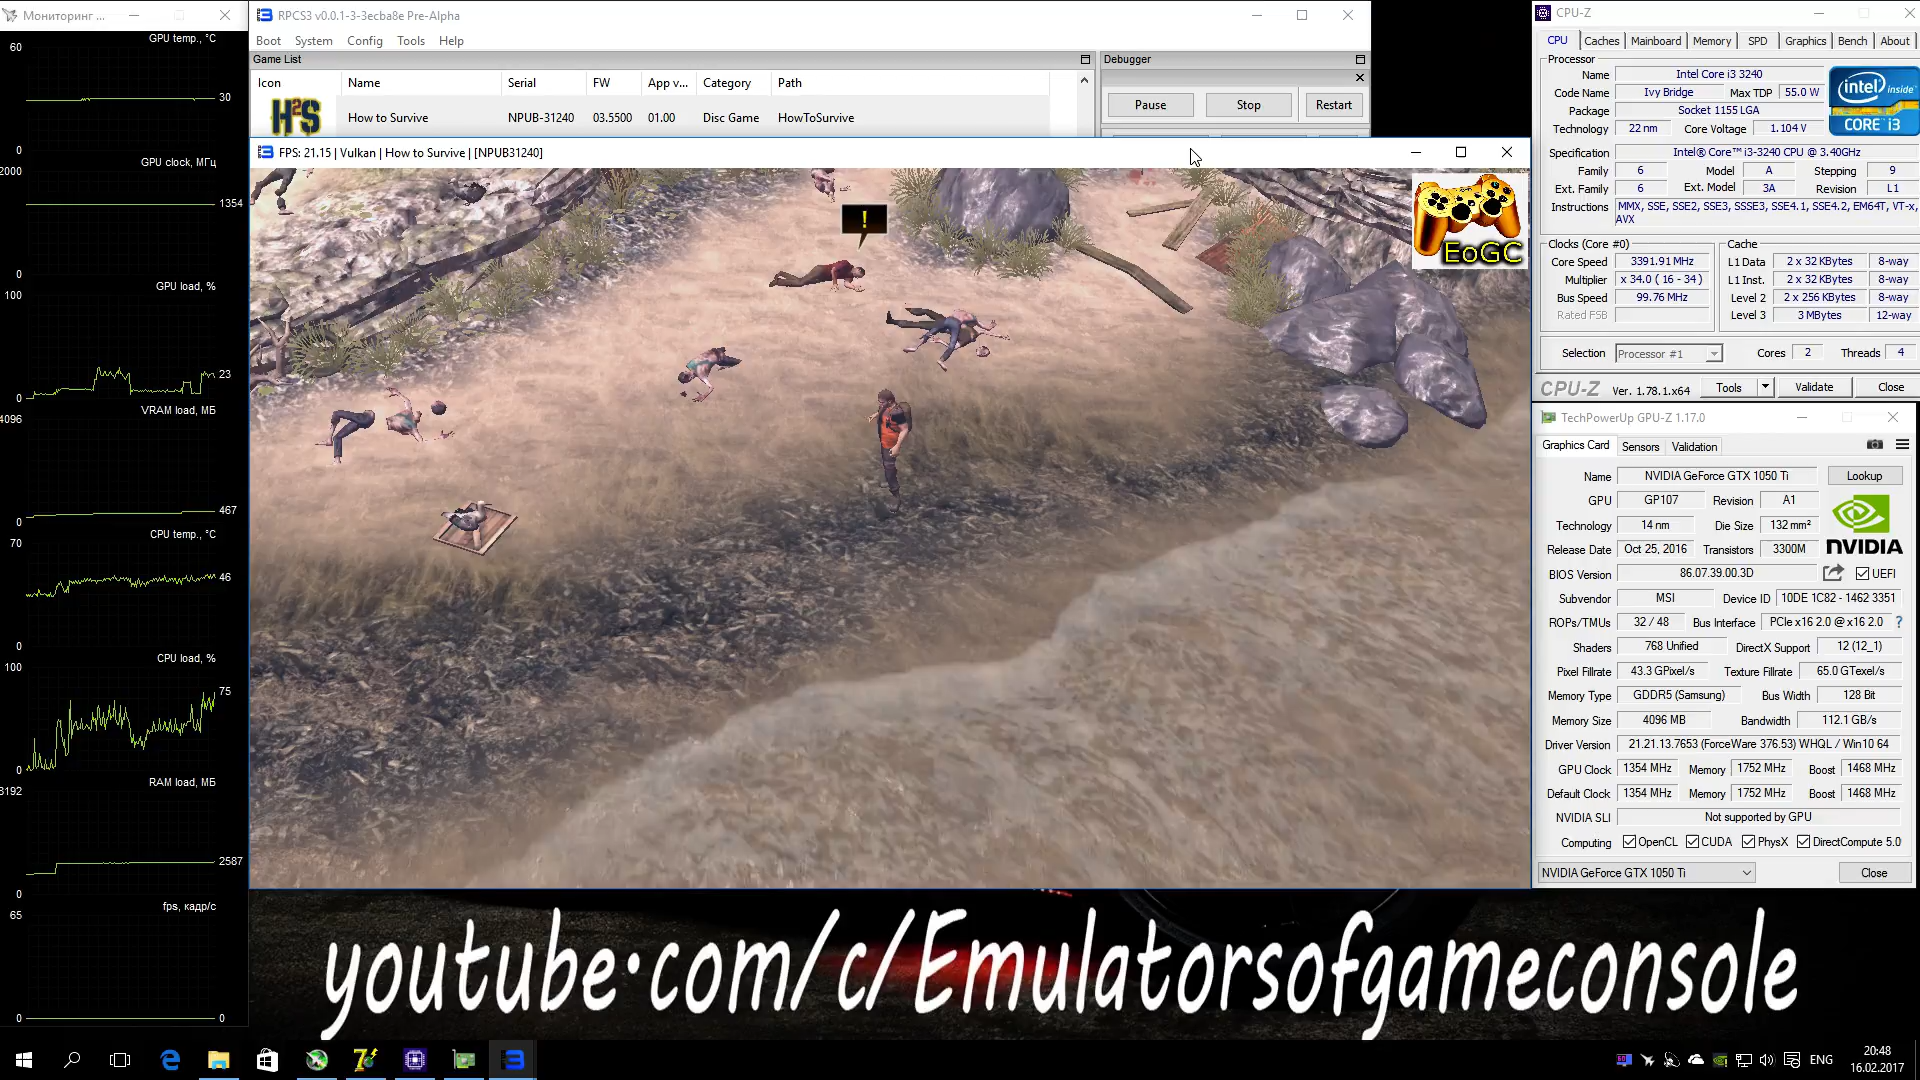 Мониторинг ...
GPU temp., °C
60
30
0
GPU clock, МГц
2000
1354
0
GPU load, %
100
23
0
VRAM load, МБ
4096
467
0
CPU temp., °C
70
46
0
CPU load, %
100
75
0
RAM load, МБ
8192
2587
0
fps, кадр/с
65
0
0
RPCS3 v0.0.1-3-3ecba8e Pre-Alpha
Boot System Config Tools Help
Game List
Icon Name Serial FW App v... Category Path
H2S How to Survive NPUB-31240 03.5500 01.00 Disc Game HowToSurvive
Debugger
Pause Stop Restart
FPS: 21.15 | Vulkan | How to Survive | [NPUB31240]
!
EoGC
CPU-Z
CPU Caches Mainboard Memory SPD Graphics Bench About
Processor
Name Intel Core i3 3240
Code Name Ivy Bridge Max TDP 55.0 W
Package Socket 1155 LGA
Technology 22 nm Core Voltage 1.104 V
intel inside™
CORE i3
Specification Intel® Core™ i3-3240 CPU @ 3.40GHz
Family 6 Model A Stepping 9
Ext. Family 6 Ext. Model 3A Revision L1
Instructions MMX, SSE, SSE2, SSE3, SSSE3, SSE4.1, SSE4.2, EM64T, VT-x,
AVX
Clocks (Core #0) Cache
Core Speed 3391.91 MHz L1 Data 2 x 32 KBytes 8-way
Multiplier x 34.0 ( 16 - 34 ) L1 Inst. 2 x 32 KBytes 8-way
Bus Speed 99.76 MHz Level 2 2 x 256 KBytes 8-way
Rated FSB Level 3 3 MBytes 12-way
Selection Processor #1 Cores 2 Threads 4
CPU-Z Ver. 1.78.1.x64 Tools Validate Close
TechPowerUp GPU-Z 1.17.0
Graphics Card Sensors Validation
Name NVIDIA GeForce GTX 1050 Ti Lookup
GPU GP107 Revision A1
Technology 14 nm Die Size 132 mm²
Release Date Oct 25, 2016 Transistors 3300M
NVIDIA
BIOS Version 86.07.39.00.3D UEFI
Subvendor MSI Device ID 10DE 1C82 - 1462 3351
ROPs/TMUs 32 / 48 Bus Interface PCIe x16 2.0 @ x16 2.0 ?
Shaders 768 Unified DirectX Support 12 (12_1)
Pixel Fillrate 43.3 GPixel/s Texture Fillrate 65.0 GTexel/s
Memory Type GDDR5 (Samsung) Bus Width 128 Bit
Memory Size 4096 MB Bandwidth 112.1 GB/s
Driver Version 21.21.13.7653 (ForceWare 376.53) WHQL / Win10 64
GPU Clock 1354 MHz Memory 1752 MHz Boost 1468 MHz
Default Clock 1354 MHz Memory 1752 MHz Boost 1468 MHz
NVIDIA SLI Not supported by GPU
Computing OpenCL CUDA PhysX DirectCompute 5.0
NVIDIA GeForce GTX 1050 Ti Close
youtube.com/c/Emulatorsofgameconsole
ENG
20:48
16.02.2017